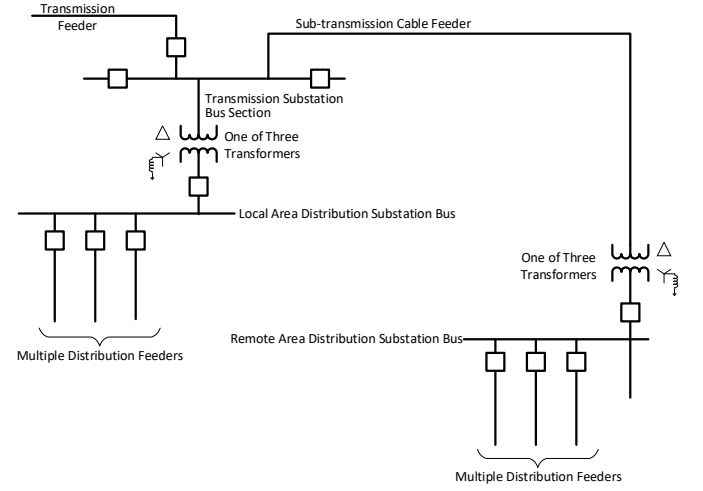 Transmission
Feeder
Sub-transmission Cable Feeder
Transmission Substation
Bus Section
One of Three
Transformers
Local Area Distribution Substation Bus
Multiple Distribution Feeders
One of Three
Transformers
Remote Area Distribution Substation Bus
Multiple Distribution Feeders